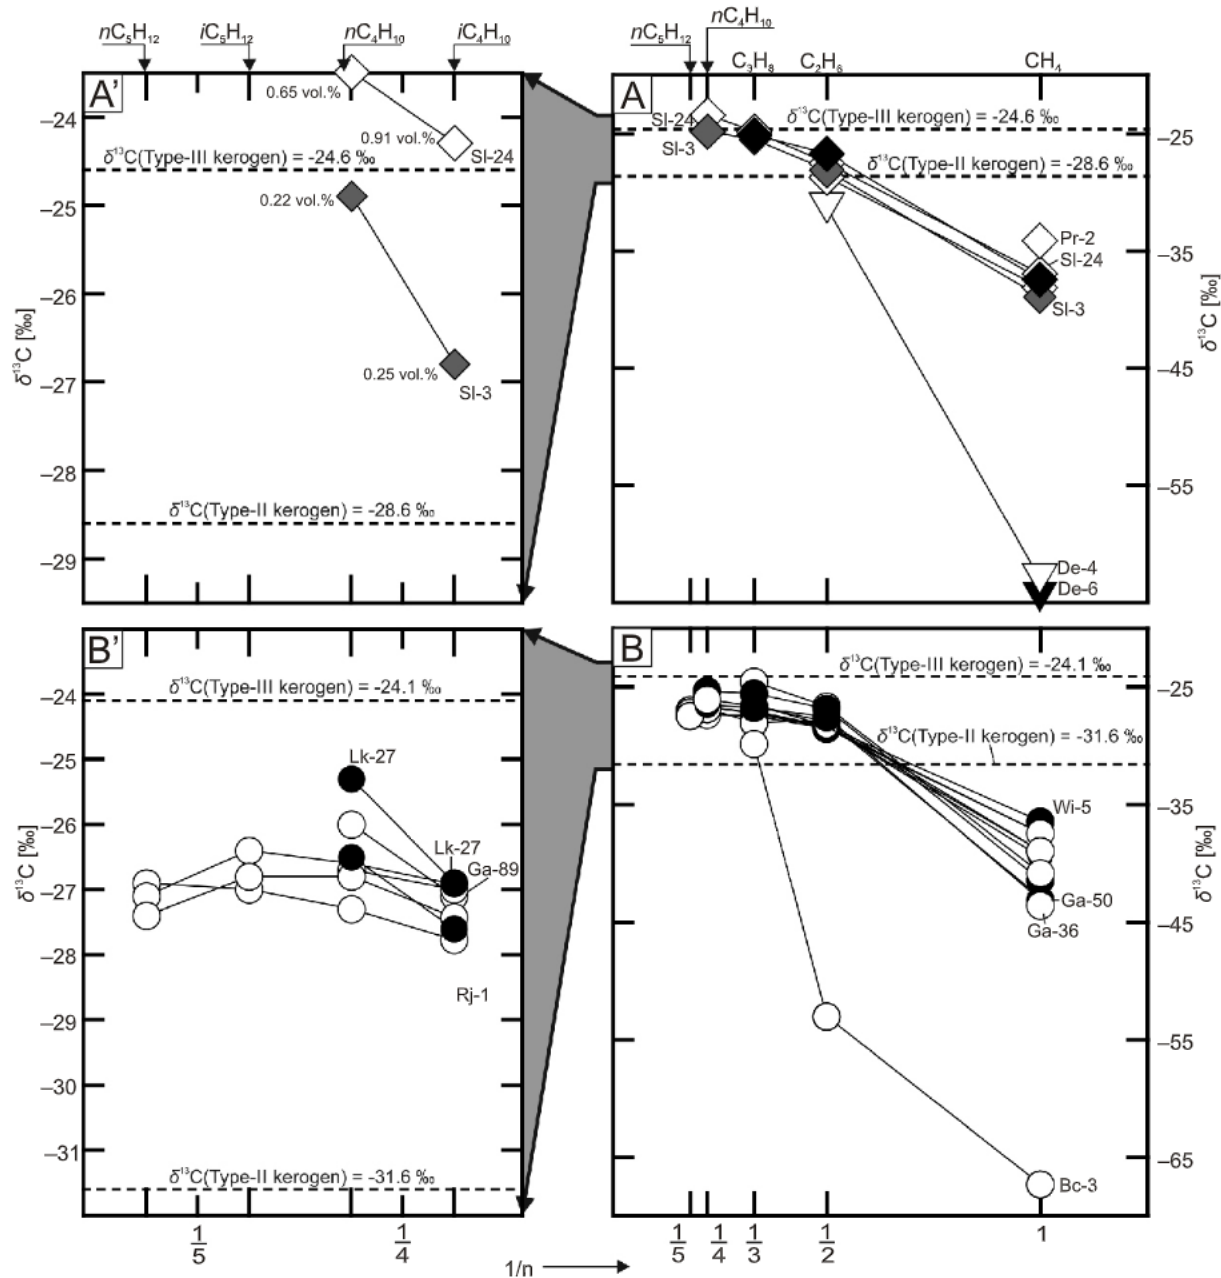 nC₅H₁₂ iC₅H₁₂ nC₄H₁₀ iC₄H₁₀
A'
0.65 vol.%
–24
0.91 vol.%
SI-24
δ¹³C(Type-III kerogen) = -24.6 ‰
0.22 vol.%
–25
–26
δ¹³C [‰]
0.25 vol.%
–27
SI-3
–28
δ¹³C(Type-II kerogen) = -28.6 ‰
–29
nC₅H₁₂ nC₄H₁₀
C₃H₈ C₂H₆ CH₄
A
SI-24
δ¹³C(Type-III kerogen) = -24.6 ‰
–25
SI-3
δ¹³C(Type-II kerogen) = -28.6 ‰
Pr-2
–35
SI-24
SI-3
δ¹³C [‰]
–45
–55
De-4
De-6
B'
–24
δ¹³C(Type-III kerogen) = -24.1 ‰
Lk-27
–25
–26
Lk-27
Ga-89
δ¹³C [‰]
–27
–28
Rj-1
–29
–30
–31
δ¹³C(Type-II kerogen) = -31.6 ‰
1/5 1/4
B
δ¹³C(Type-III kerogen) = -24.1 ‰
–25
δ¹³C(Type-II kerogen) = -31.6 ‰
Wi-5
–35
δ¹³C [‰]
Ga-50
–45
Ga-36
–55
–65
Bc-3
1/5 1/4 1/3 1/2 1
1/n